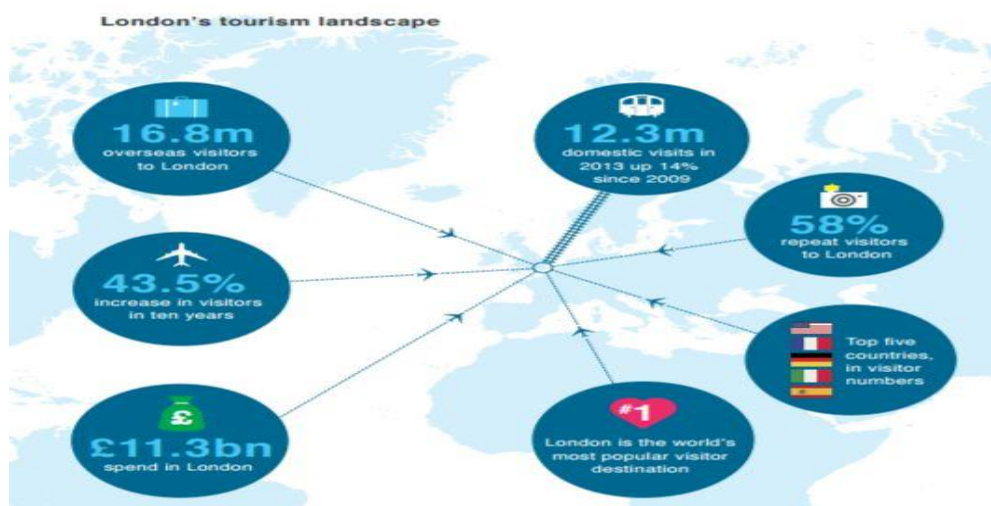 London's tourism landscape
16.8m
overseas visitors
to London
12.3m
domestic visits in
2013 up 14%
since 2009
58%
repeat visitors
to London
43.5%
increase in visitors
in ten years
Top five
countries,
in visitor
numbers
£
£11.3bn
spend in London
#1
London is the world's
most popular visitor
destination